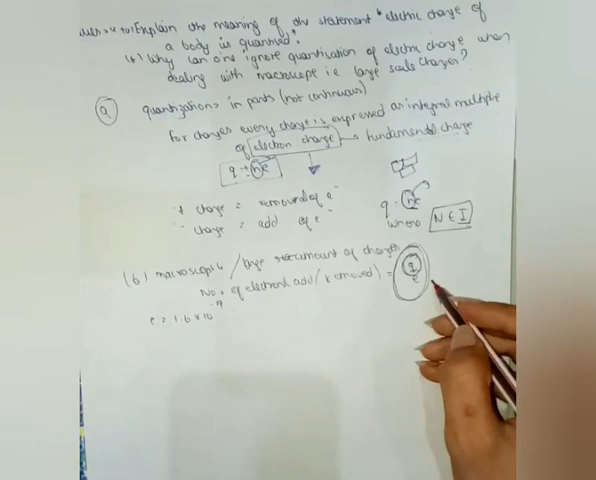 Explain the meaning of the statement "electric charge of
a body is quantised".
(b) Why can one ignore quantisation of electric charge when
dealing with macroscopic i.e large scale charges?
(a) quantization = in parts (not continuous)
For charges every charge is expressed as integral multiple
of electron charge → fundamental charge
q = ± ne
+ charge = removal of e⁻
q = ne
- charge = add of e⁻
where N ∈ I
(b) macroscopic / large amount of charges
No. of electrons add / removed) = q/e
e = 1.6 × 10⁻¹⁹